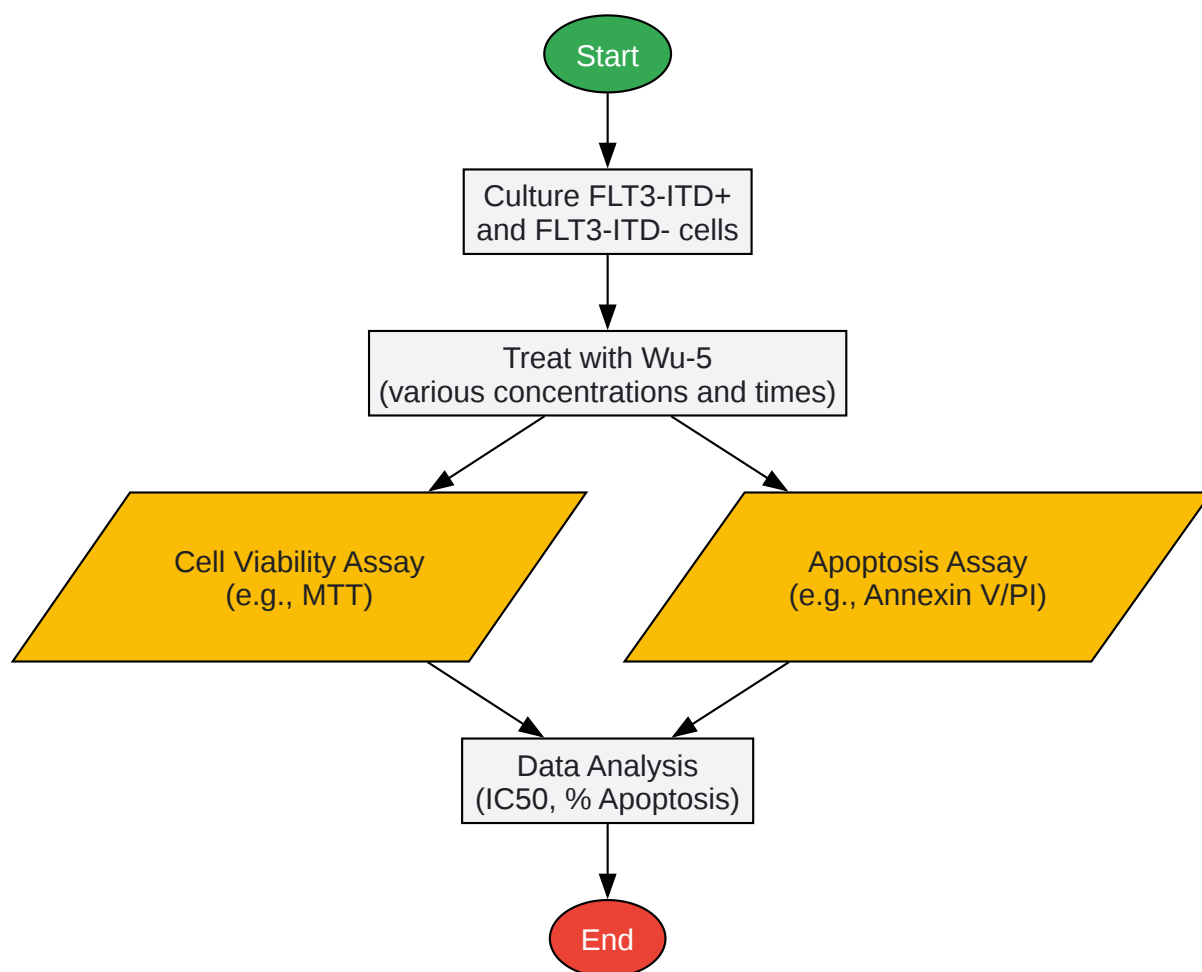 Start
Culture FLT3-ITD+
and FLT3-ITD- cells
Treat with Wu-5
(various concentrations and times)
Cell Viability Assay
(e.g., MTT)
Apoptosis Assay
(e.g., Annexin V/PI)
Data Analysis
(IC50, % Apoptosis)
End